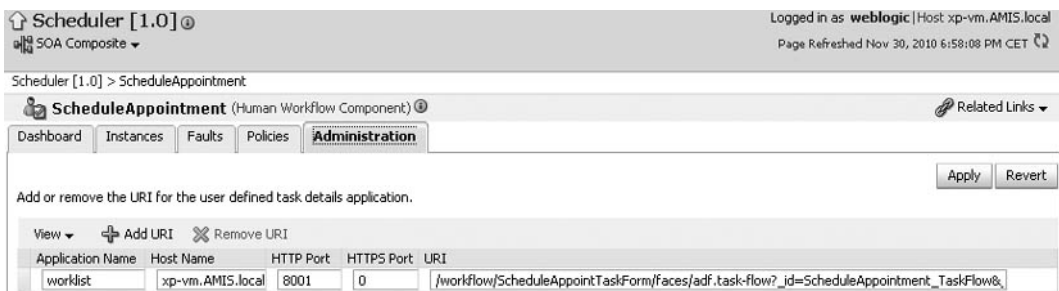 Scheduler [1.0]
Logged in as weblogic|Host xp-vm.AMIS.local
SOA Composite
Page Refreshed Nov 30, 2010 6:58:08 PM CET
Scheduler [1.0] > ScheduleAppointment
ScheduleAppointment (Human Workflow Component)
Related Links
Dashboard Instances Faults Policies Administration
Apply Revert
Add or remove the URI for the user defined task details application.
View Add URI Remove URI
Application Name Host Name HTTP Port HTTPS Port URI
worklist xp-vm.AMIS.local 8001 0 /workflow/ScheduleAppointTaskForm/faces/adf.task-flow?_id=ScheduleAppointment_TaskFlow&_